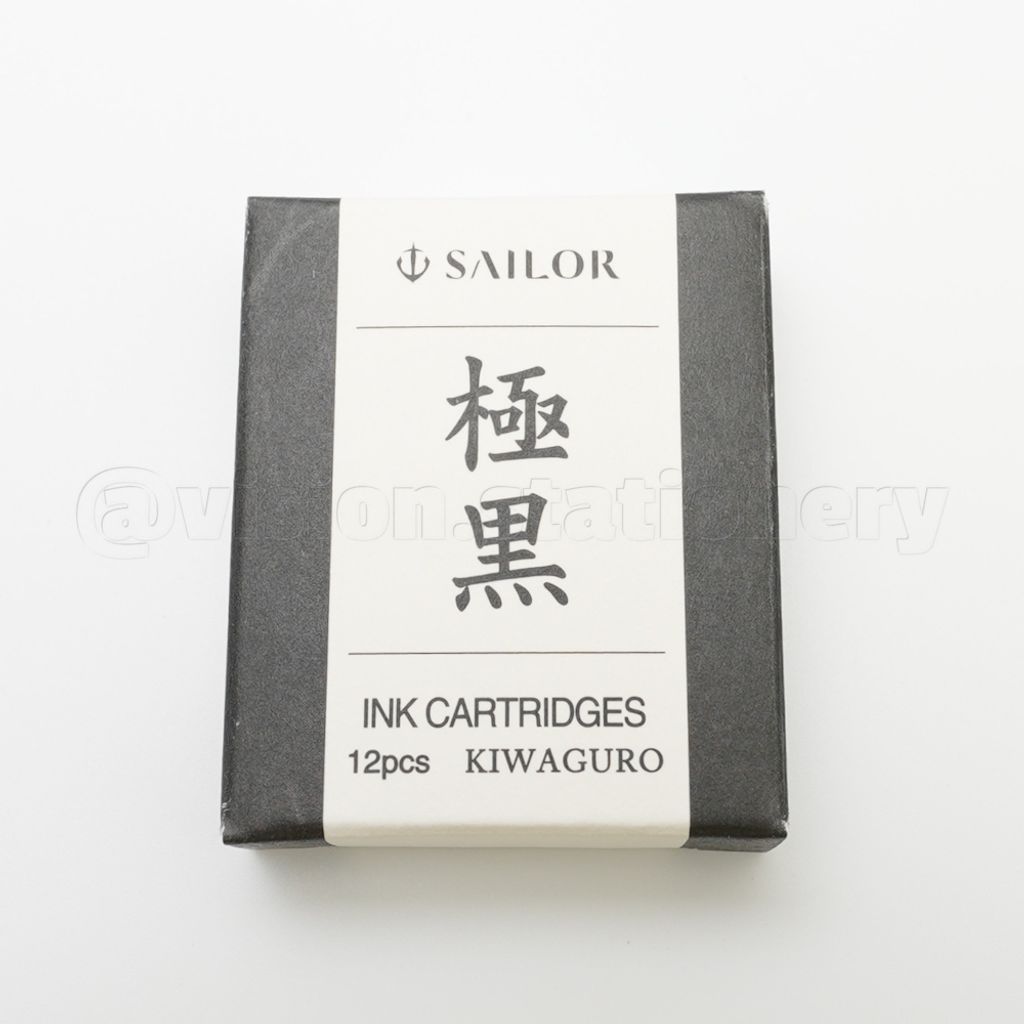 SAILOR
極
黒
INK CARTRIDGES
12pcs KIWAGURO